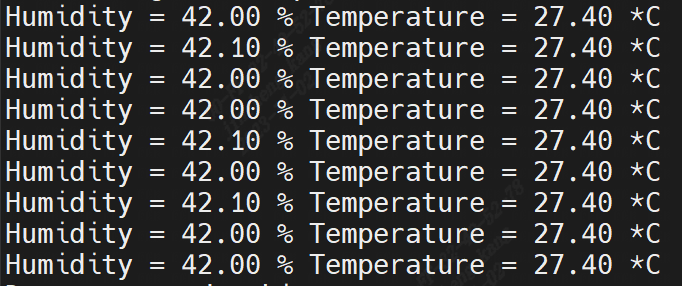 Humidity = 42.00 % Temperature = 27.40 *C
Humidity = 42.10 % Temperature = 27.40 *C
Humidity = 42.00 % Temperature = 27.40 *C
Humidity = 42.00 % Temperature = 27.40 *C
Humidity = 42.10 % Temperature = 27.40 *C
Humidity = 42.00 % Temperature = 27.40 *C
Humidity = 42.10 % Temperature = 27.40 *C
Humidity = 42.00 % Temperature = 27.40 *C
Humidity = 42.00 % Temperature = 27.40 *C